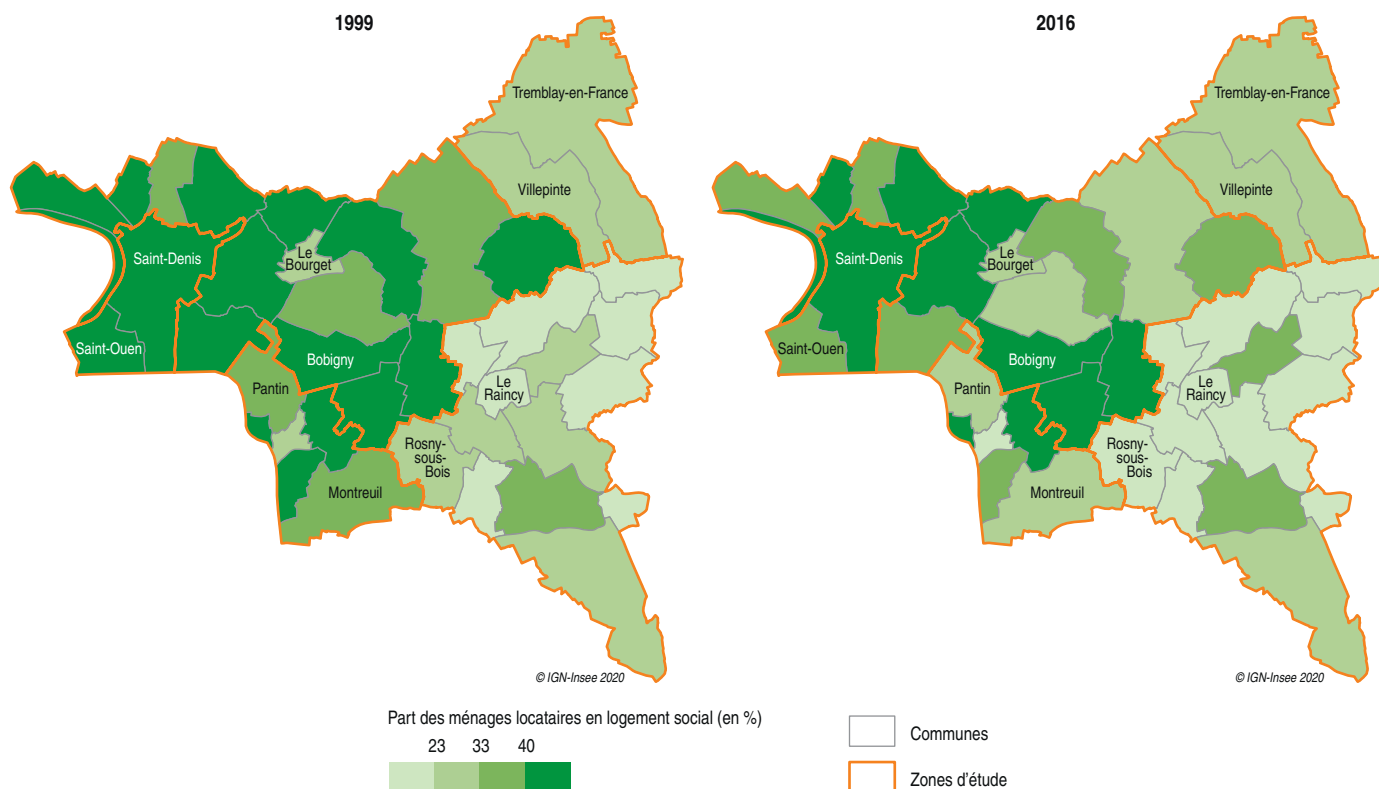 1999
Tremblay-en-France
Villepinte
Saint-Denis
Le
Bourget
Saint-Ouen
Bobigny
Pantin
Le
Raincy
Rosny-
sous-
Bois
Montreuil
© IGN-Insee 2020
2016
Tremblay-en-France
Villepinte
Saint-Denis
Le
Bourget
Saint-Ouen
Bobigny
Pantin
Le
Raincy
Rosny-
sous-
Bois
Montreuil
© IGN-Insee 2020
Part des ménages locataires en logement social (en %)
23 33 40
Communes
Zones d'étude